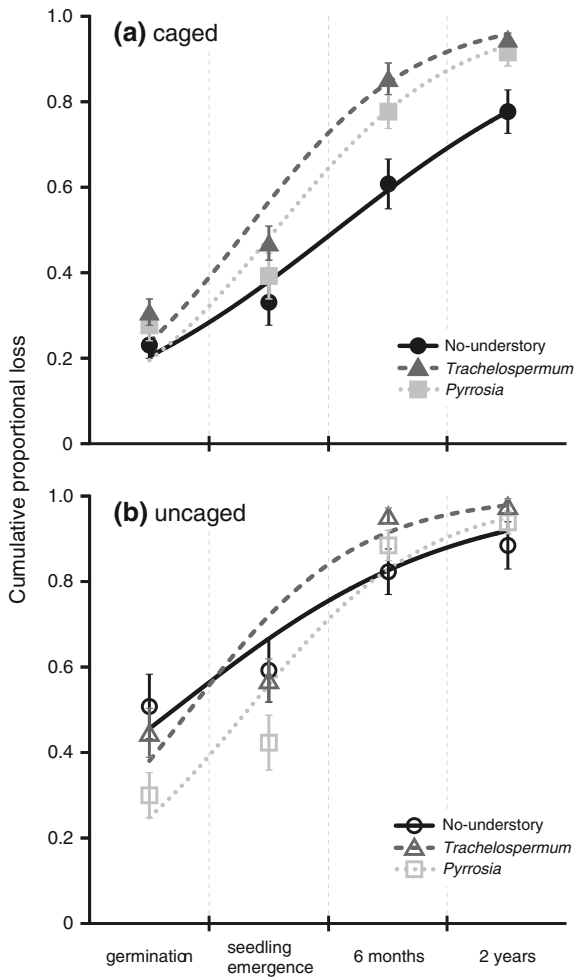 Cumulative proportional loss
1.0
(a) caged
0.8
0.6
0.4
0.2
0
No-understory
Trachelospermum
Pyrrosia
1.0
(b) uncaged
0.8
0.6
0.4
0.2
0
No-understory
Trachelospermum
Pyrrosia
germination
seedling
emergence
6 months
2 years